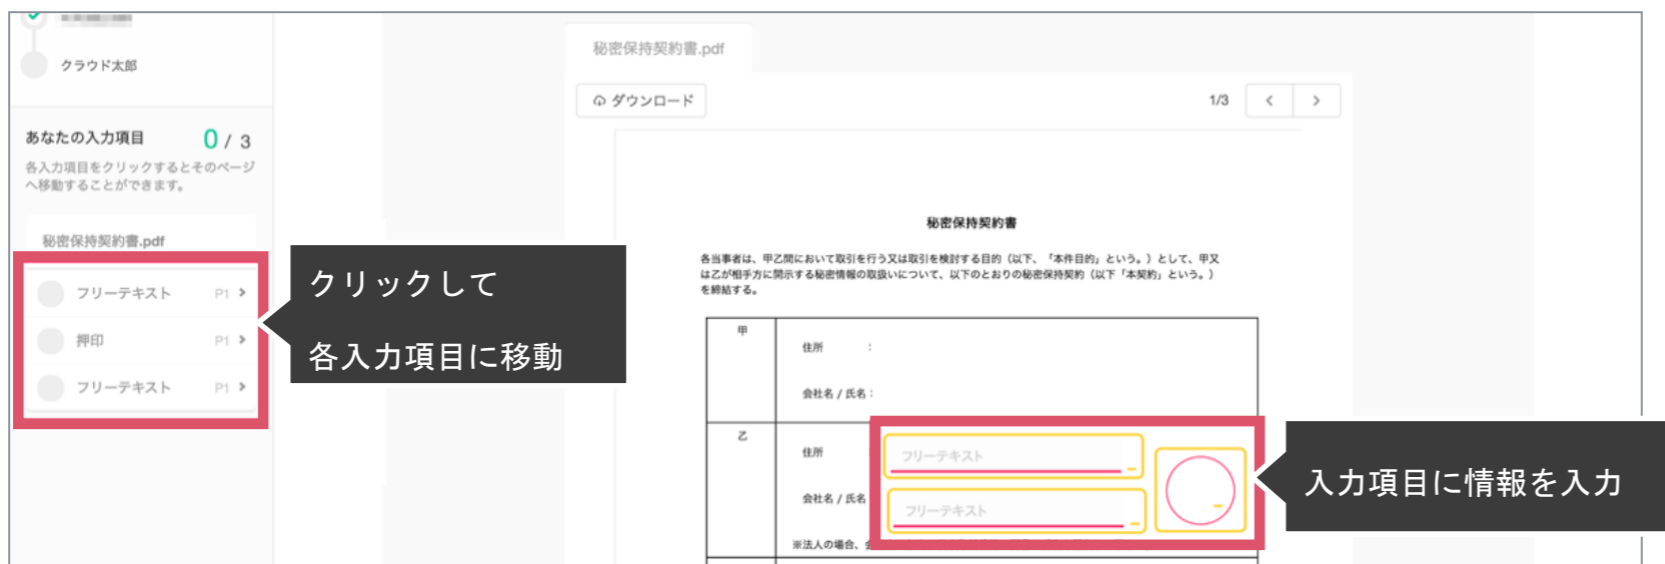 クラウド太郎
あなたの入力項目 0 / 3
各入力項目をクリックするとそのページ
へ移動することができます。
秘密保持契約書.pdf
フリーテキスト P1
押印 P1
フリーテキスト P1
クリックして
各入力項目に移動
秘密保持契約書.pdf
ダウンロード
1/3
秘密保持契約書
各当事者は、甲乙間において取引を行う又は取引を検討する目的（以下、「本件目的」という。）として、甲又
は乙が相手方に開示する秘密情報の取扱いについて、以下のとおりの秘密保持契約（以下「本契約」という。）
を締結する。
甲
住所 :
会社名 / 氏名 :
乙
住所 :
フリーテキスト
会社名 / 氏名
フリーテキスト
※法人の場合、
入力項目に情報を入力